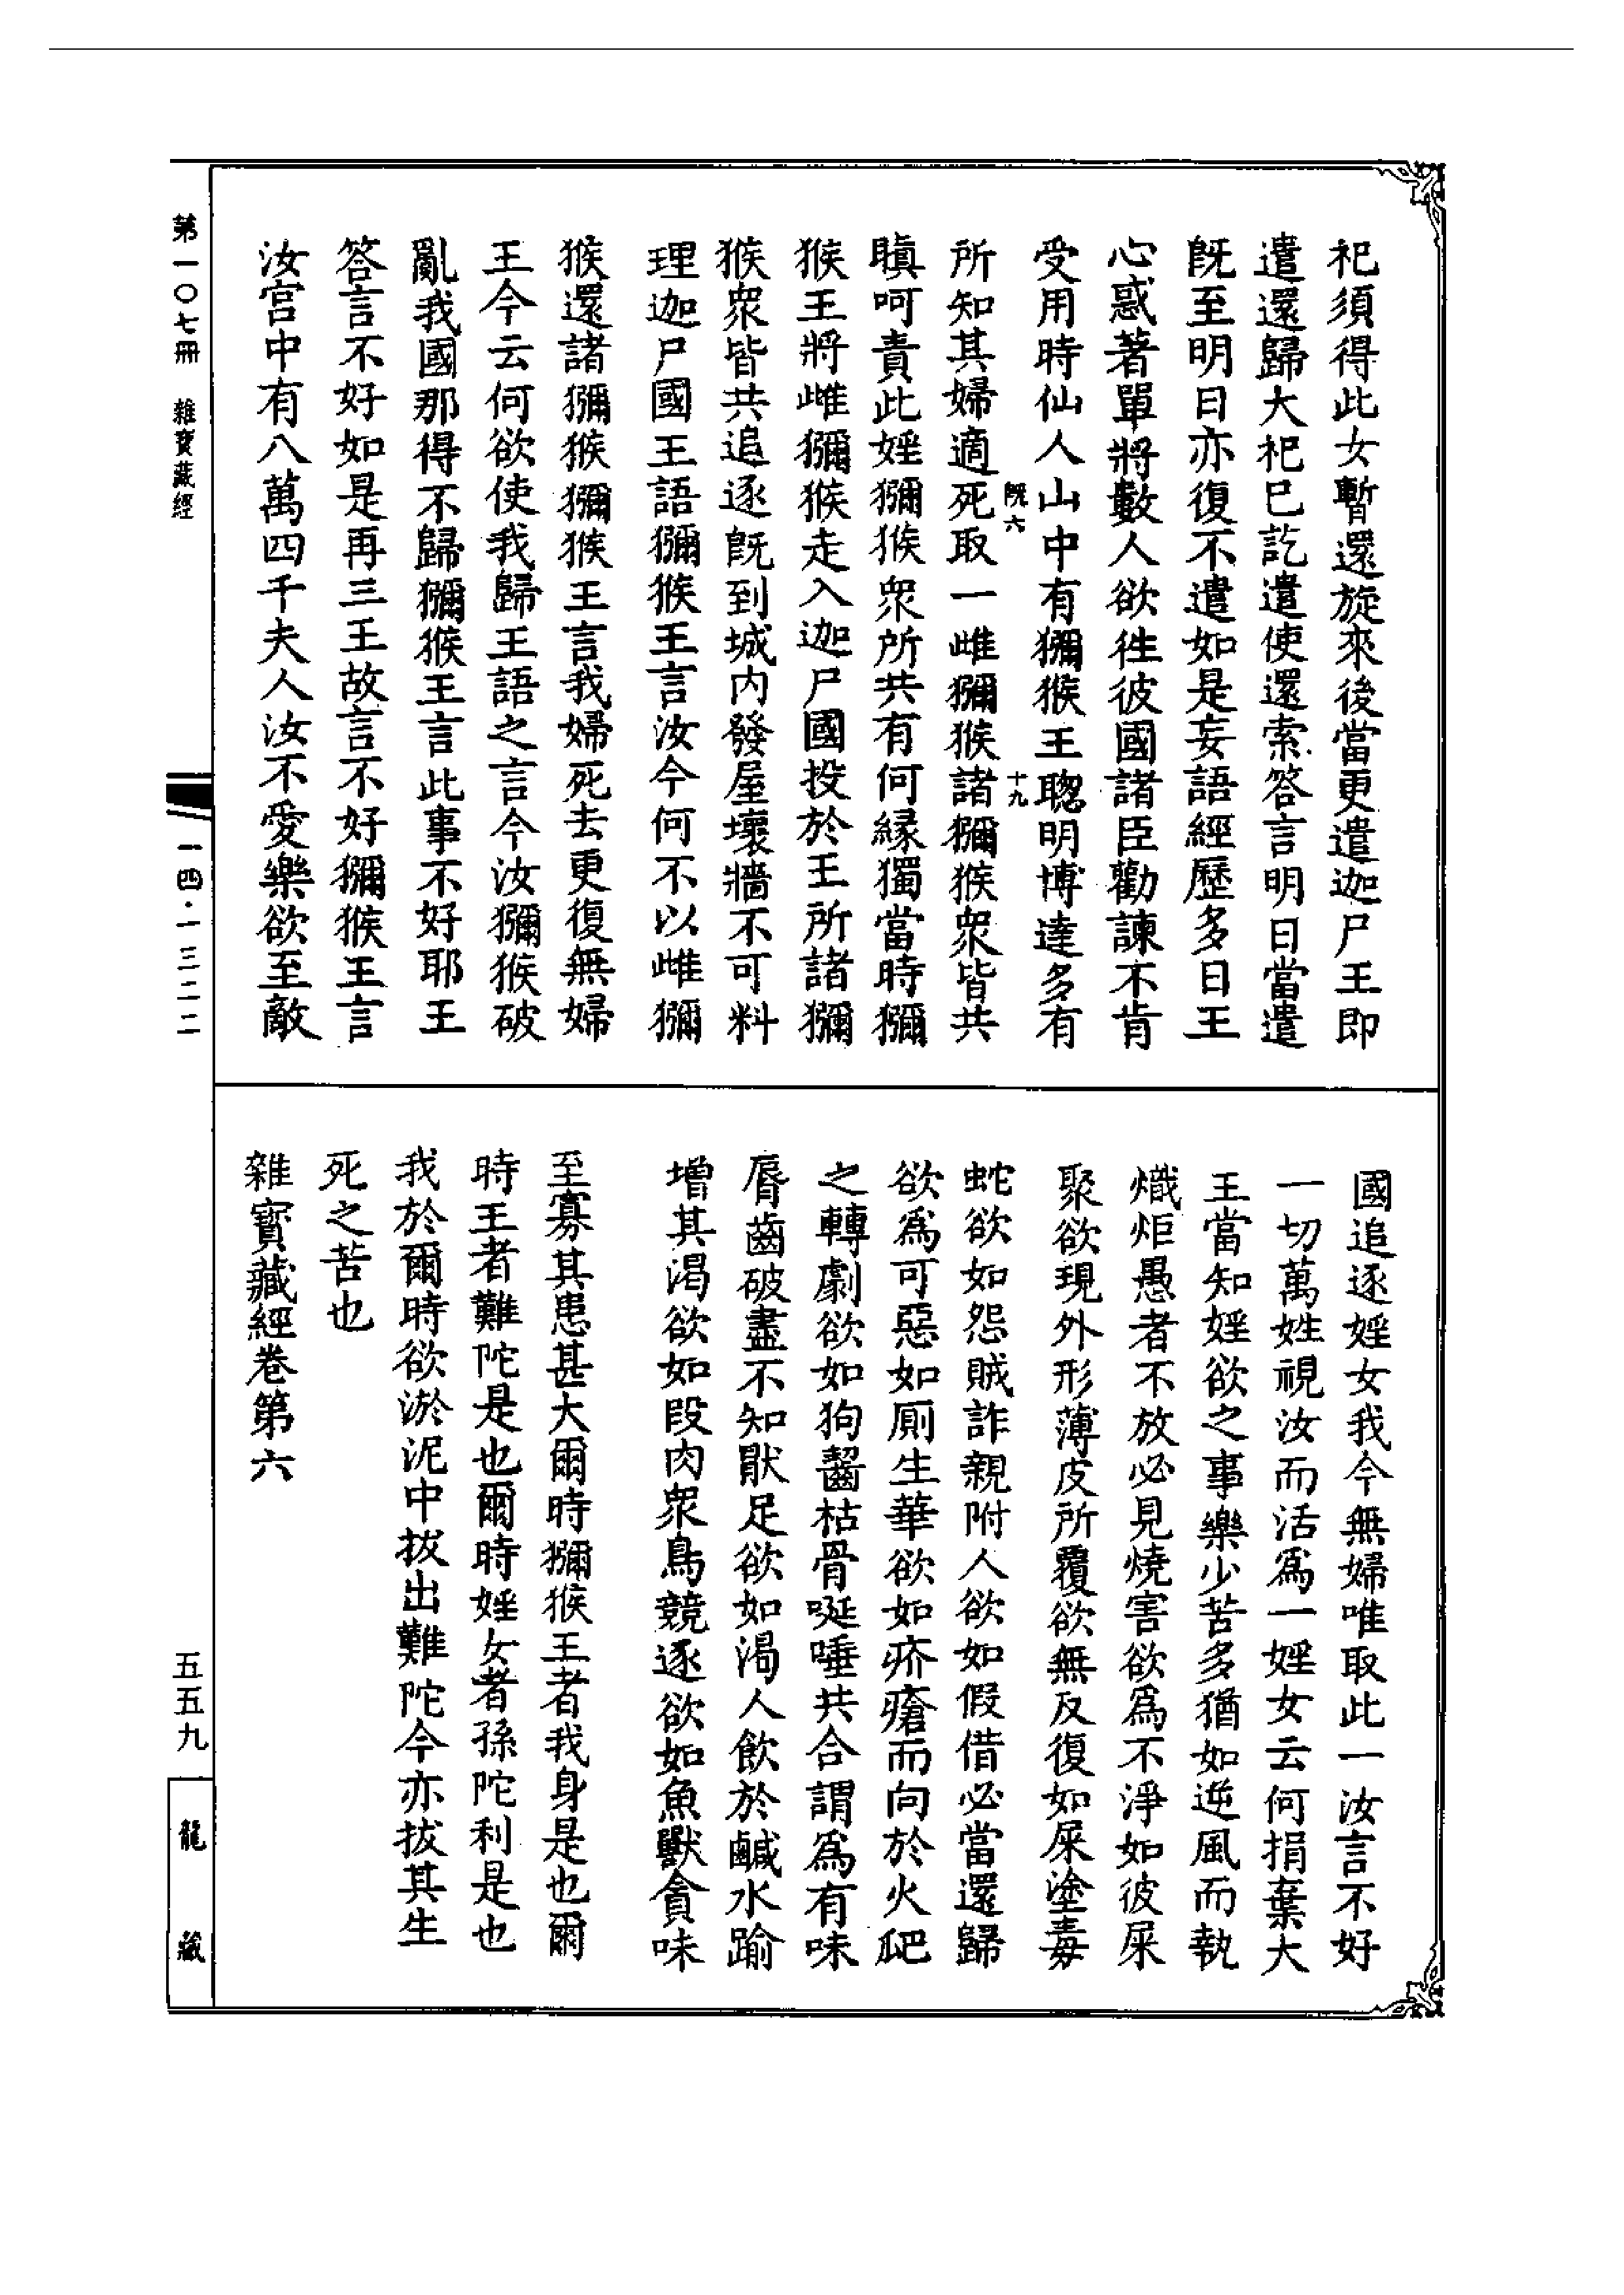 祀須得此女暫還旋來後當更遣迦尸王即
遣還歸大祀已訖遣使還索荅言明日當遣
旣至明日亦復不遣如是妄語經歷多日王
心惑著單將數人欲徃彼國諸臣勸諫不肯
受用時仙人山中有獼猴王聦明博達多有
旣六 十九
所知其婦適死取一雌獼猴諸獼猴衆皆共
瞋呵責此婬獼猴衆所共有何縁獨當時獼
猴王將雌獼猴走入迦尸國投於王所諸獼
猴衆皆共追逐旣到城内發屋壞牆不可料
理迦尸國王語獼猴王言汝今何不以雌獼
猴還諸獼猴獼猴王言我婦死去更復無婦
王今云何欲使我歸王語之言今汝獼猴破
亂我國那得不歸獼猴王言此事不好耶王
荅言不好如是再三王故言不好獼猴王言
汝宫中有八萬四千夫人汝不愛樂欲至敵
國追逐婬女我今無婦唯取此一汝言不好
一切萬姓視汝而活爲一婬女云何捐棄大
王當知婬欲之事樂少苦多猶如逆風而執
熾炬愚者不放必見燒害欲爲不淨如彼屎
聚欲現外形薄皮所覆欲無反復如屎塗毒
蛇欲如怨賊詐親附人欲如假借必當還歸
欲爲可惡如厠生華欲如疥瘡而向於火爬
之轉劇欲如狗齧枯骨唌唾共合謂爲有味
脣齒破盡不知猒足欲如渴人飲於鹹水踰
增其渴欲如段肉衆鳥競逐欲如魚獸貪味
至寡其患甚大爾時獼猴王者我身是也爾
時王者難陀是也爾時婬女者孫陀利是也
我於爾時欲淤泥中拔出難陀今亦拔其生
死之苦也
雜寶藏經卷第六
第一〇七冊 雜寳藏經
一四·一三二二
五五九
龍藏